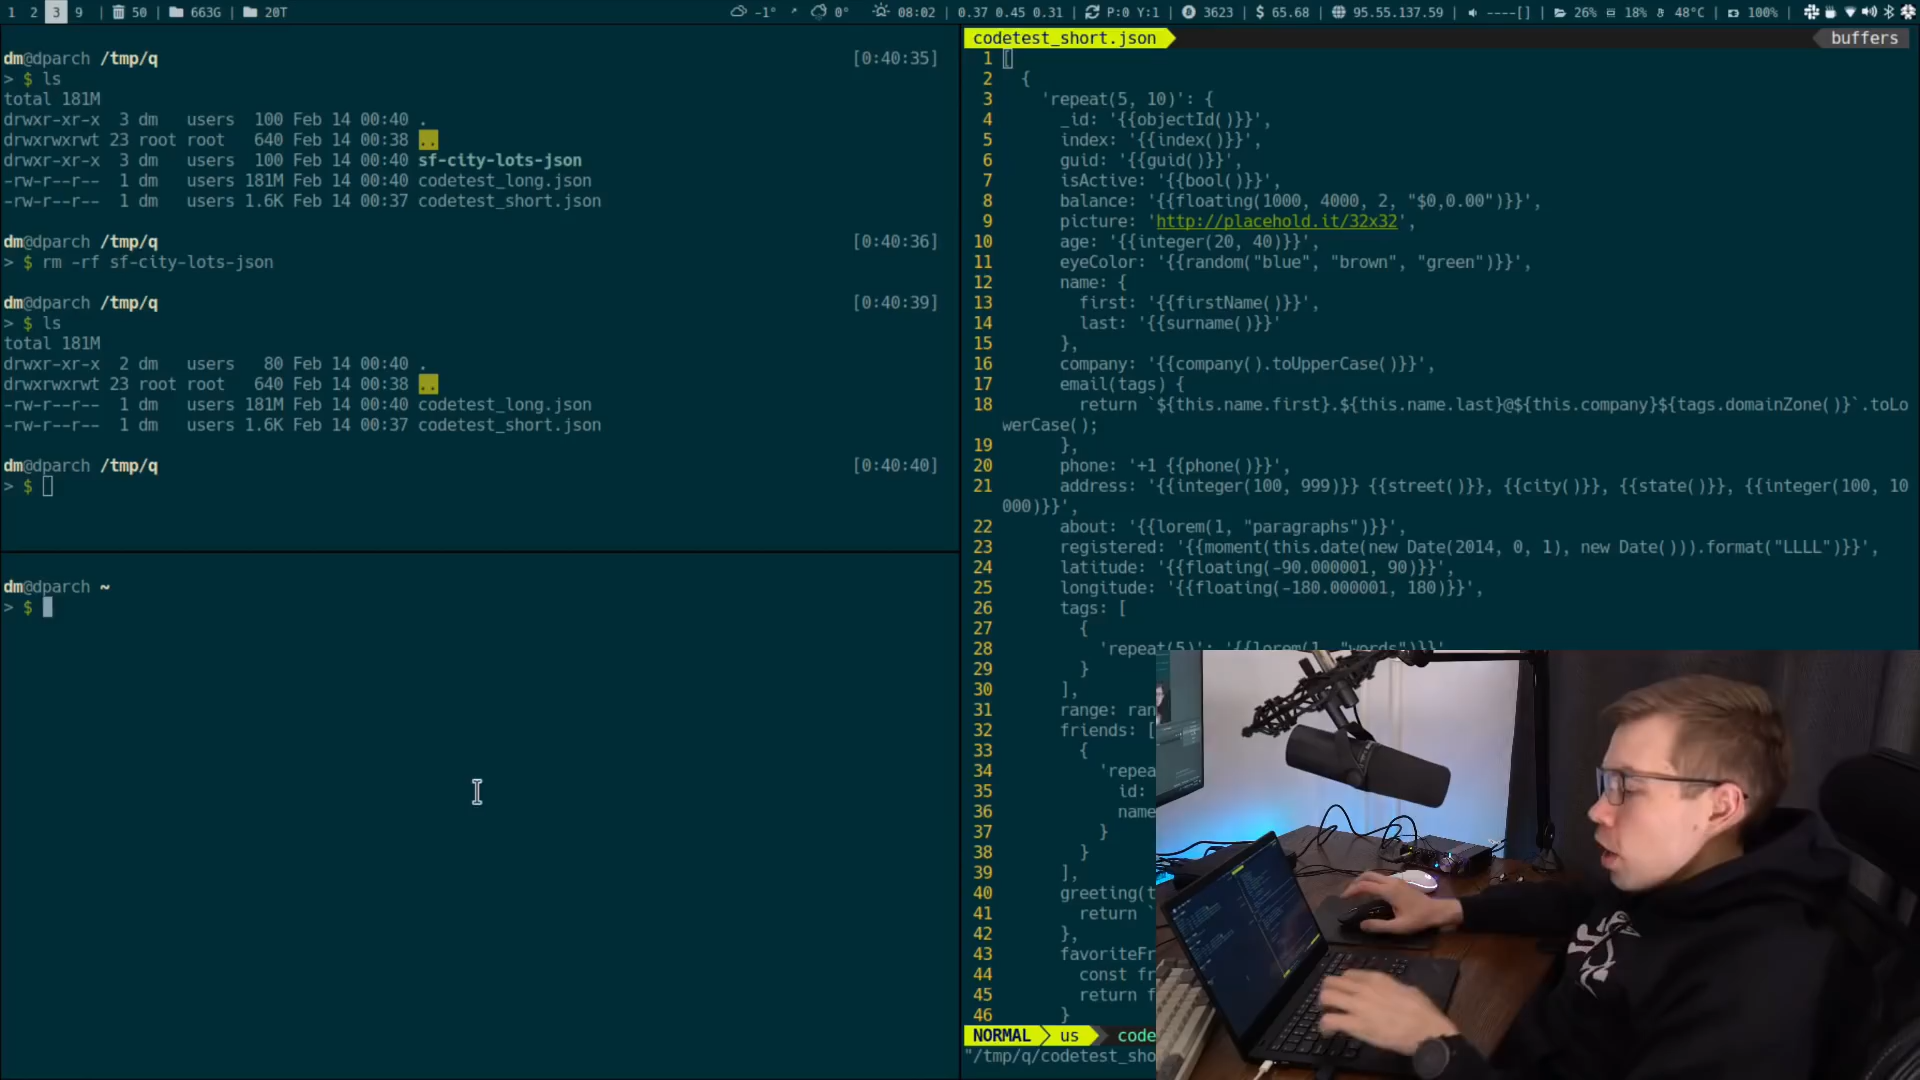 1 2 3 9 | 50 | 663G | 20T
-1° 0° 08:02 | 0.37 0.45 0.31 | P:0 Y:1 | 3623 | $ 65.68 | 95.55.137.59 | ----[] | 26% 18% 48°C | 100% |
dm@dparch /tmp/q [0:40:35]
> $ ls
total 181M
drwxr-xr-x 3 dm users 100 Feb 14 00:40 .
drwxrwxrwt 23 root root 640 Feb 14 00:38 ..
drwxr-xr-x 3 dm users 100 Feb 14 00:40 sf-city-lots-json
-rw-r--r-- 1 dm users 181M Feb 14 00:40 codetest_long.json
-rw-r--r-- 1 dm users 1.6K Feb 14 00:37 codetest_short.json
dm@dparch /tmp/q [0:40:36]
> $ rm -rf sf-city-lots-json
dm@dparch /tmp/q [0:40:39]
> $ ls
total 181M
drwxr-xr-x 2 dm users 80 Feb 14 00:40 .
drwxrwxrwt 23 root root 640 Feb 14 00:38 ..
-rw-r--r-- 1 dm users 181M Feb 14 00:40 codetest_long.json
-rw-r--r-- 1 dm users 1.6K Feb 14 00:37 codetest_short.json
dm@dparch /tmp/q [0:40:40]
> $
dm@dparch ~
> $
codetest_short.json buffers
1 [
2 {
3 'repeat(5, 10)': {
4 _id: '{{objectId()}}',
5 index: '{{index()}}',
6 guid: '{{guid()}}',
7 isActive: '{{bool()}}',
8 balance: '{{floating(1000, 4000, 2, "$0,0.00")}}',
9 picture: 'http://placehold.it/32x32',
10 age: '{{integer(20, 40)}}',
11 eyeColor: '{{random("blue", "brown", "green")}}',
12 name: {
13 first: '{{firstName()}}',
14 last: '{{surname()}}'
15 },
16 company: '{{company().toUpperCase()}}',
17 email(tags) {
18 return `${this.name.first}.${this.name.last}@${this.company}${tags.domainZone()}`.toLo
werCase();
19 },
20 phone: '+1 {{phone()}}',
21 address: '{{integer(100, 999)}} {{street()}}, {{city()}}, {{state()}}, {{integer(100, 10
000)}}',
22 about: '{{lorem(1, "paragraphs")}}',
23 registered: '{{moment(this.date(new Date(2014, 0, 1), new Date())).format("LLLL")}}',
24 latitude: '{{floating(-90.000001, 90)}}',
25 longitude: '{{floating(-180.000001, 180)}}',
26 tags: [
27 {
28 'repeat(5)': '{{lorem(1, "words")}}'
29 }
30 ],
31 range: ran
32 friends: [
33 {
34 'repea
35 id:
36 name
37 }
38 }
39 ],
40 greeting(t
41 return `
42 },
43 favoriteFr
44 const fr
45 return f
46 }
NORMAL us code
"/tmp/q/codetest_sho